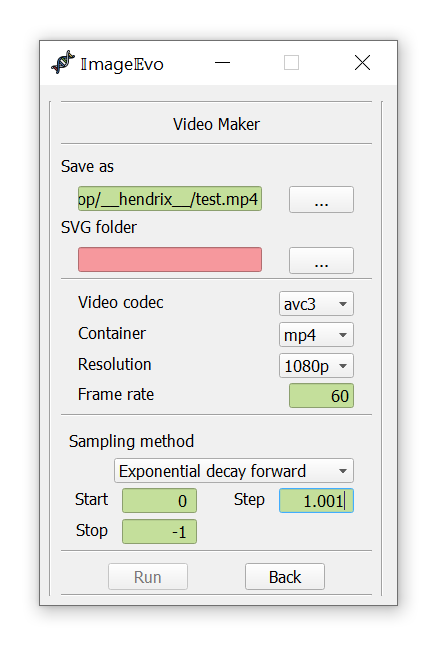 𝕀mage𝔼vo
Video Maker
Save as
op/__hendrix__/test.mp4 ...
SVG folder
...
Video codec avc3
Container mp4
Resolution 1080p
Frame rate 60
Sampling method
Exponential decay forward
Start 0 Step 1.001
Stop -1
Run Back